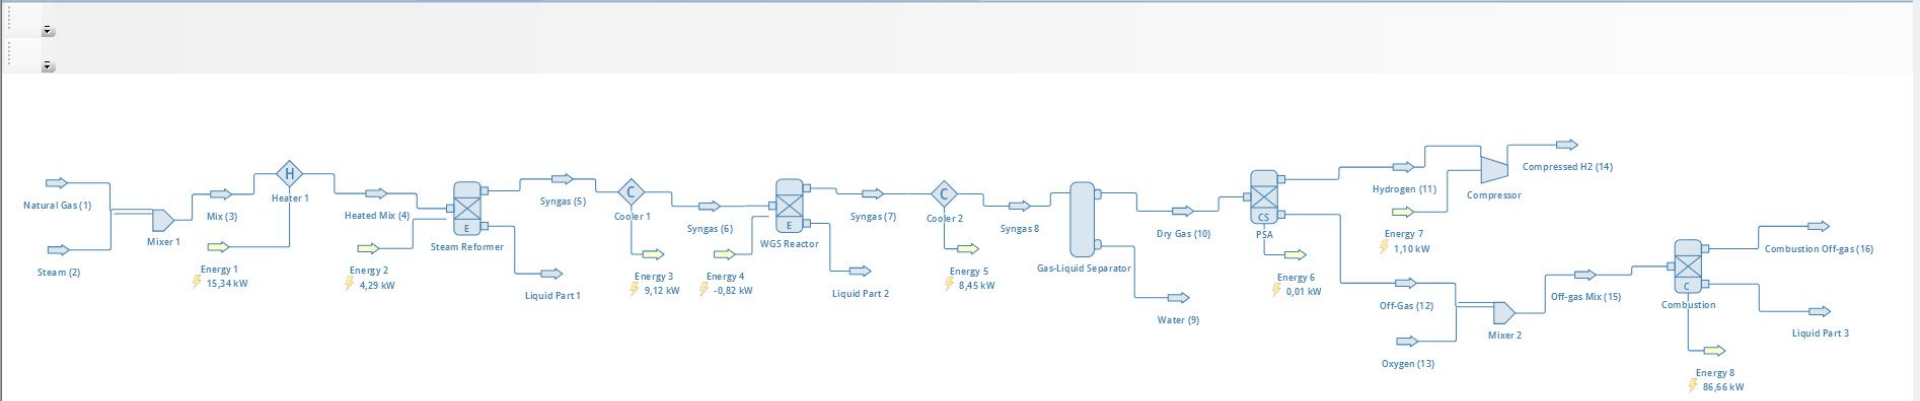 Natural Gas (1)
Steam (2)
Mixer 1
Mix (3)
Energy 1
15,34 kW
H
Heater 1
Heated Mix (4)
Energy 2
4,29 kW
E
Steam Reformer
Liquid Part 1
Syngas (5)
C
Cooler 1
Energy 3
9,12 kW
Syngas (6)
Energy 4
-0,82 kW
E
WGS Reactor
Liquid Part 2
Syngas (7)
C
Cooler 2
Energy 5
8,45 kW
Syngas 8
Gas-Liquid Separator
Water (9)
Dry Gas (10)
CS
PSA
Energy 6
0,01 kW
Hydrogen (11)
Energy 7
1,10 kW
Compressor
Compressed H2 (14)
Off-Gas (12)
Oxygen (13)
Mixer 2
Off-gas Mix (15)
C
Combustion
Energy 8
86,66 kW
Combustion Off-gas (16)
Liquid Part 3